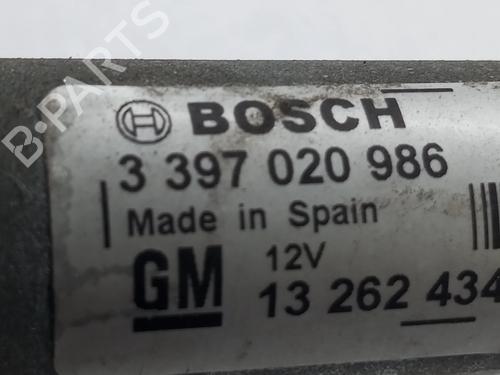 BOSCH
3 397 020 986
Made in Spain
GM 12V
13 262 434
B-PARTS